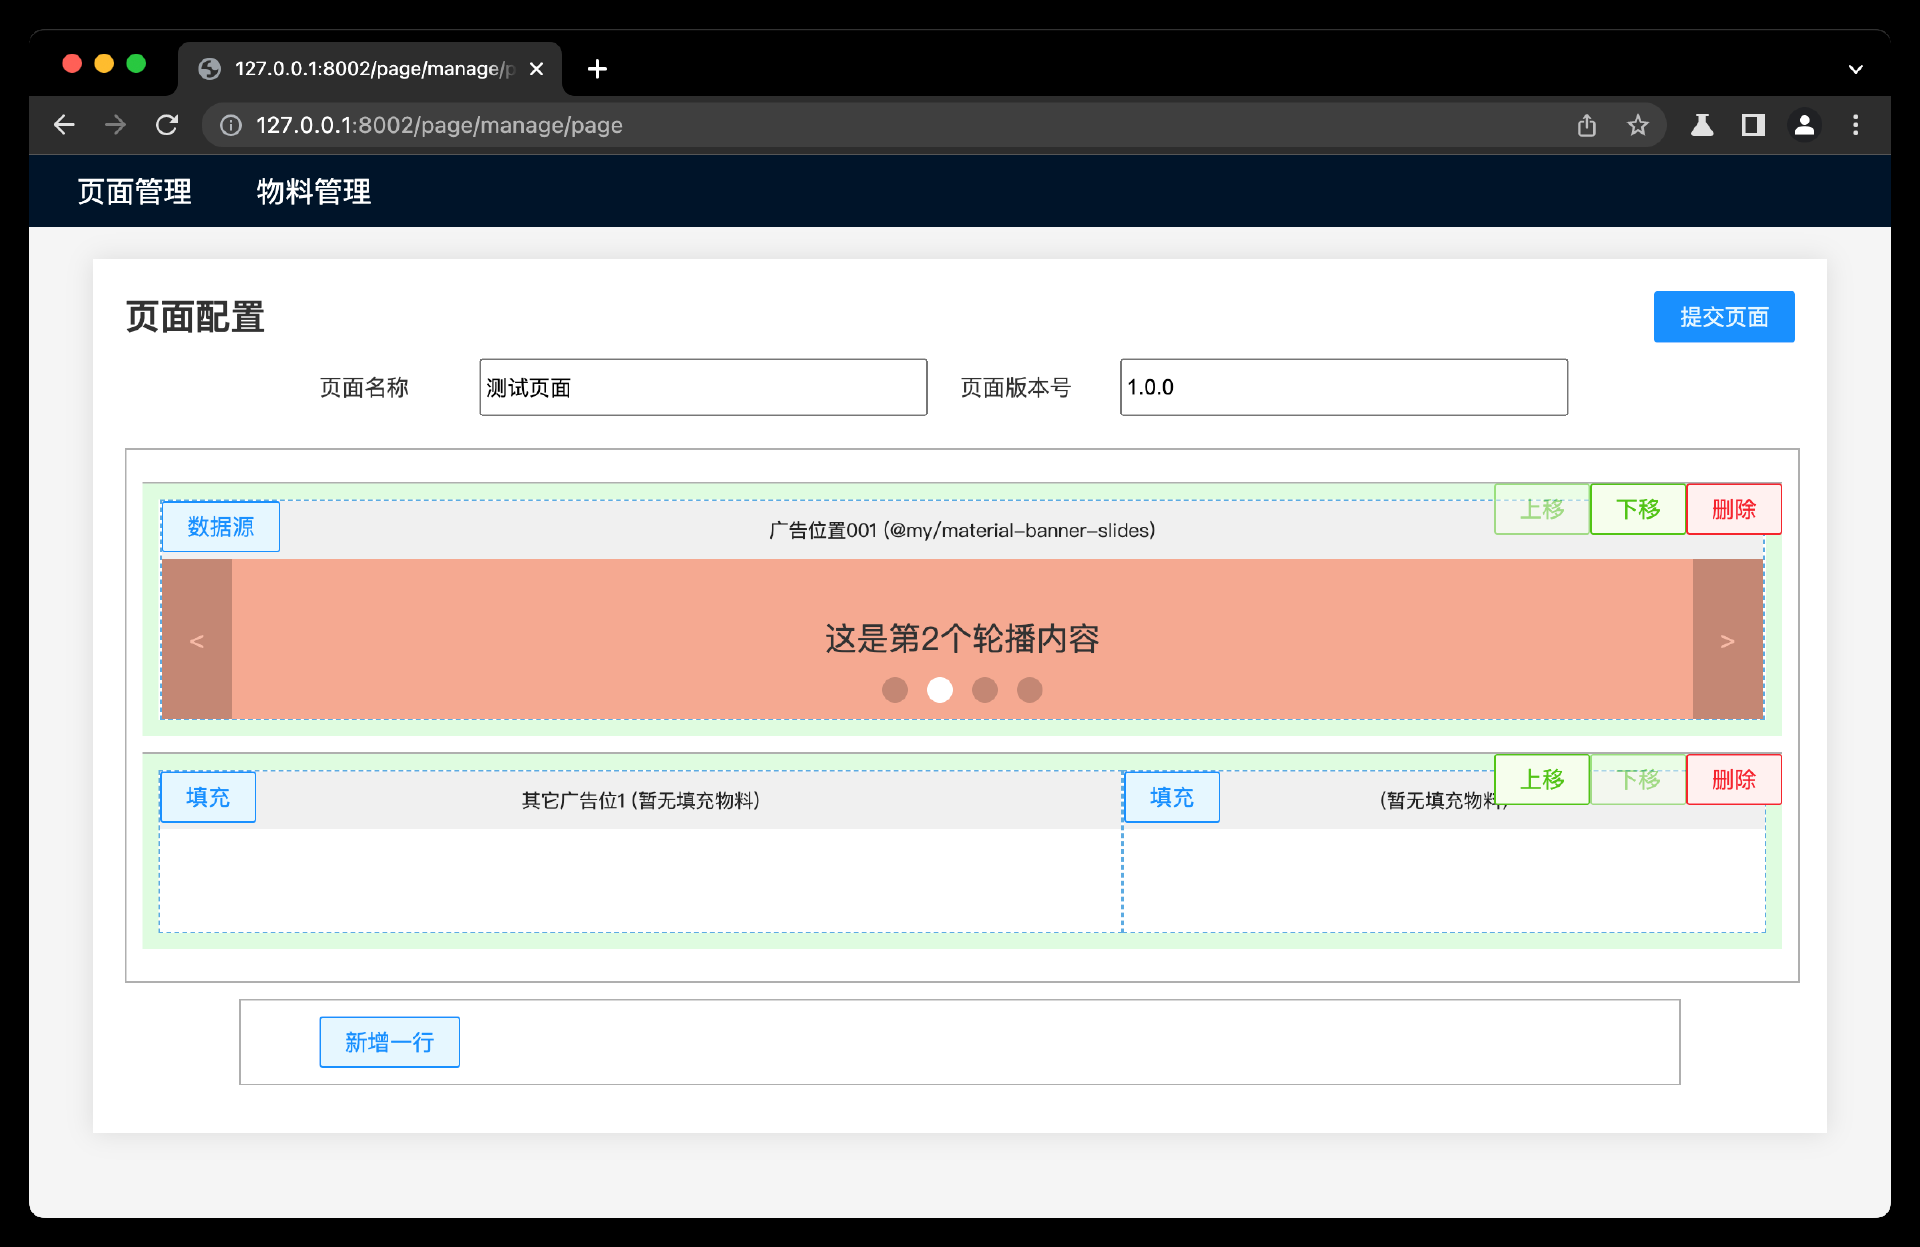 127.0.0.1:8002/page/manage/p
127.0.0.1:8002/page/manage/page
页面管理 物料管理
页面配置 提交页面
页面名称 测试页面 页面版本号 1.0.0
数据源 广告位置001 (@my/material-banner-slides) 上移 下移 删除
< 这是第2个轮播内容 >
填充 其它广告位1 (暂无填充物料) 填充 (暂无填充物料) 上移 下移 删除
新增一行